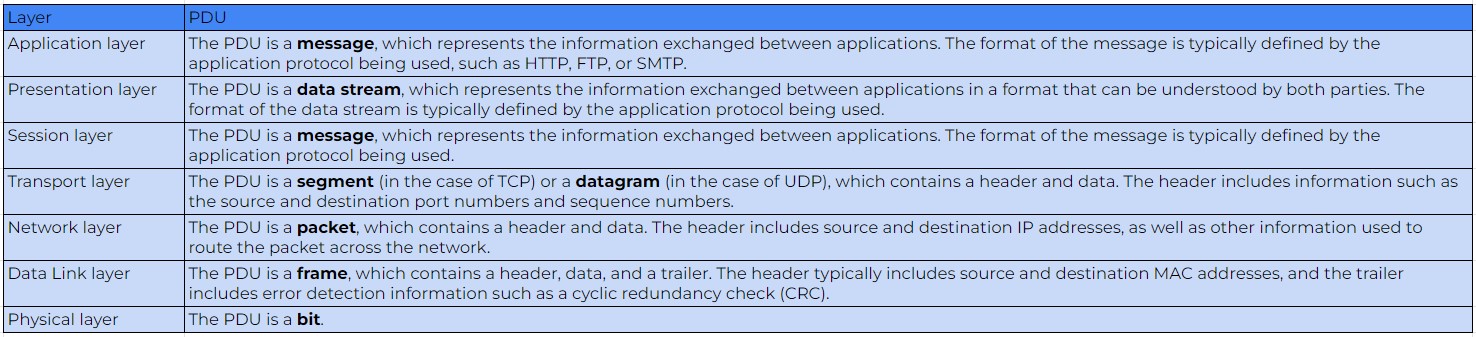 Layer PDU
Application layer The PDU is a message, which represents the information exchanged between applications. The format of the message is typically defined by the
application protocol being used, such as HTTP, FTP, or SMTP.
Presentation layer The PDU is a data stream, which represents the information exchanged between applications in a format that can be understood by both parties. The
format of the data stream is typically defined by the application protocol being used.
Session layer The PDU is a message, which represents the information exchanged between applications. The format of the message is typically defined by the
application protocol being used.
Transport layer The PDU is a segment (in the case of TCP) or a datagram (in the case of UDP), which contains a header and data. The header includes information such as
the source and destination port numbers and sequence numbers.
Network layer The PDU is a packet, which contains a header and data. The header includes source and destination IP addresses, as well as other information used to
route the packet across the network.
Data Link layer The PDU is a frame, which contains a header, data, and a trailer. The header typically includes source and destination MAC addresses, and the trailer
includes error detection information such as a cyclic redundancy check (CRC).
Physical layer The PDU is a bit.